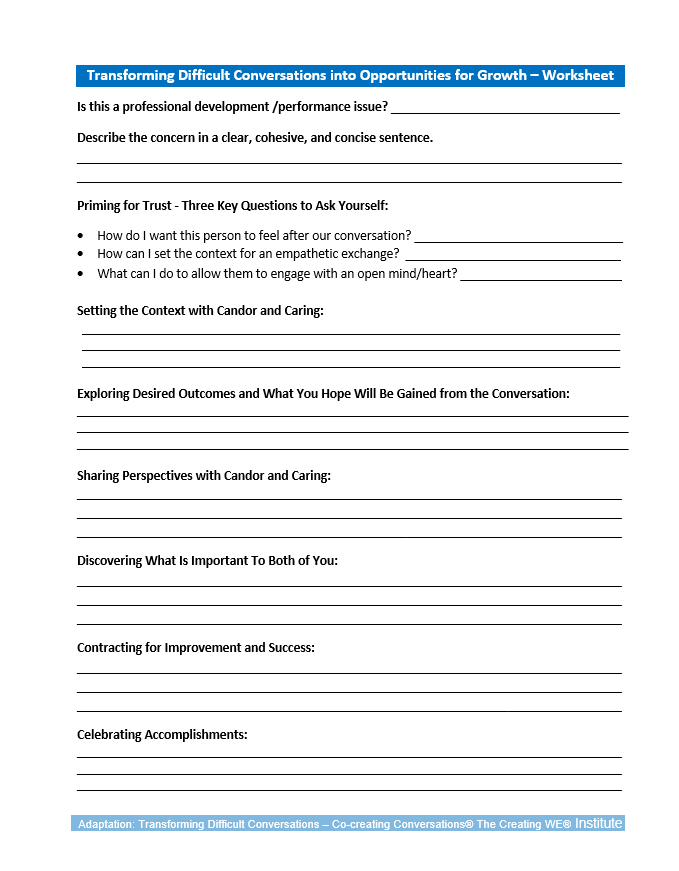 Transforming Difficult Conversations into Opportunities for Growth – Worksheet
Is this a professional development /performance issue?
Describe the concern in a clear, cohesive, and concise sentence.
Priming for Trust - Three Key Questions to Ask Yourself:
• How do I want this person to feel after our conversation?
• How can I set the context for an empathetic exchange?
• What can I do to allow them to engage with an open mind/heart?
Setting the Context with Candor and Caring:
Exploring Desired Outcomes and What You Hope Will Be Gained from the Conversation:
Sharing Perspectives with Candor and Caring:
Discovering What Is Important To Both of You:
Contracting for Improvement and Success:
Celebrating Accomplishments:
Adaptation: Transforming Difficult Conversations – Co-creating Conversations® The Creating WE® Institute